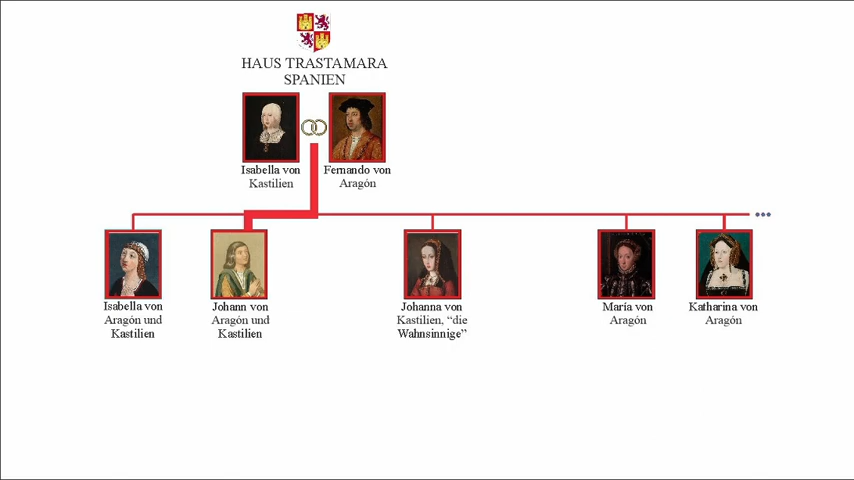 HAUS TRASTAMARA
SPANIEN
Isabella von
Kastilien
Fernando von
Aragón
Isabella von
Aragón und
Kastilien
Johann von
Aragón und
Kastilien
Johanna von
Kastilien, “die
Wahnsinnige”
María von
Aragón
Katharina von
Aragón